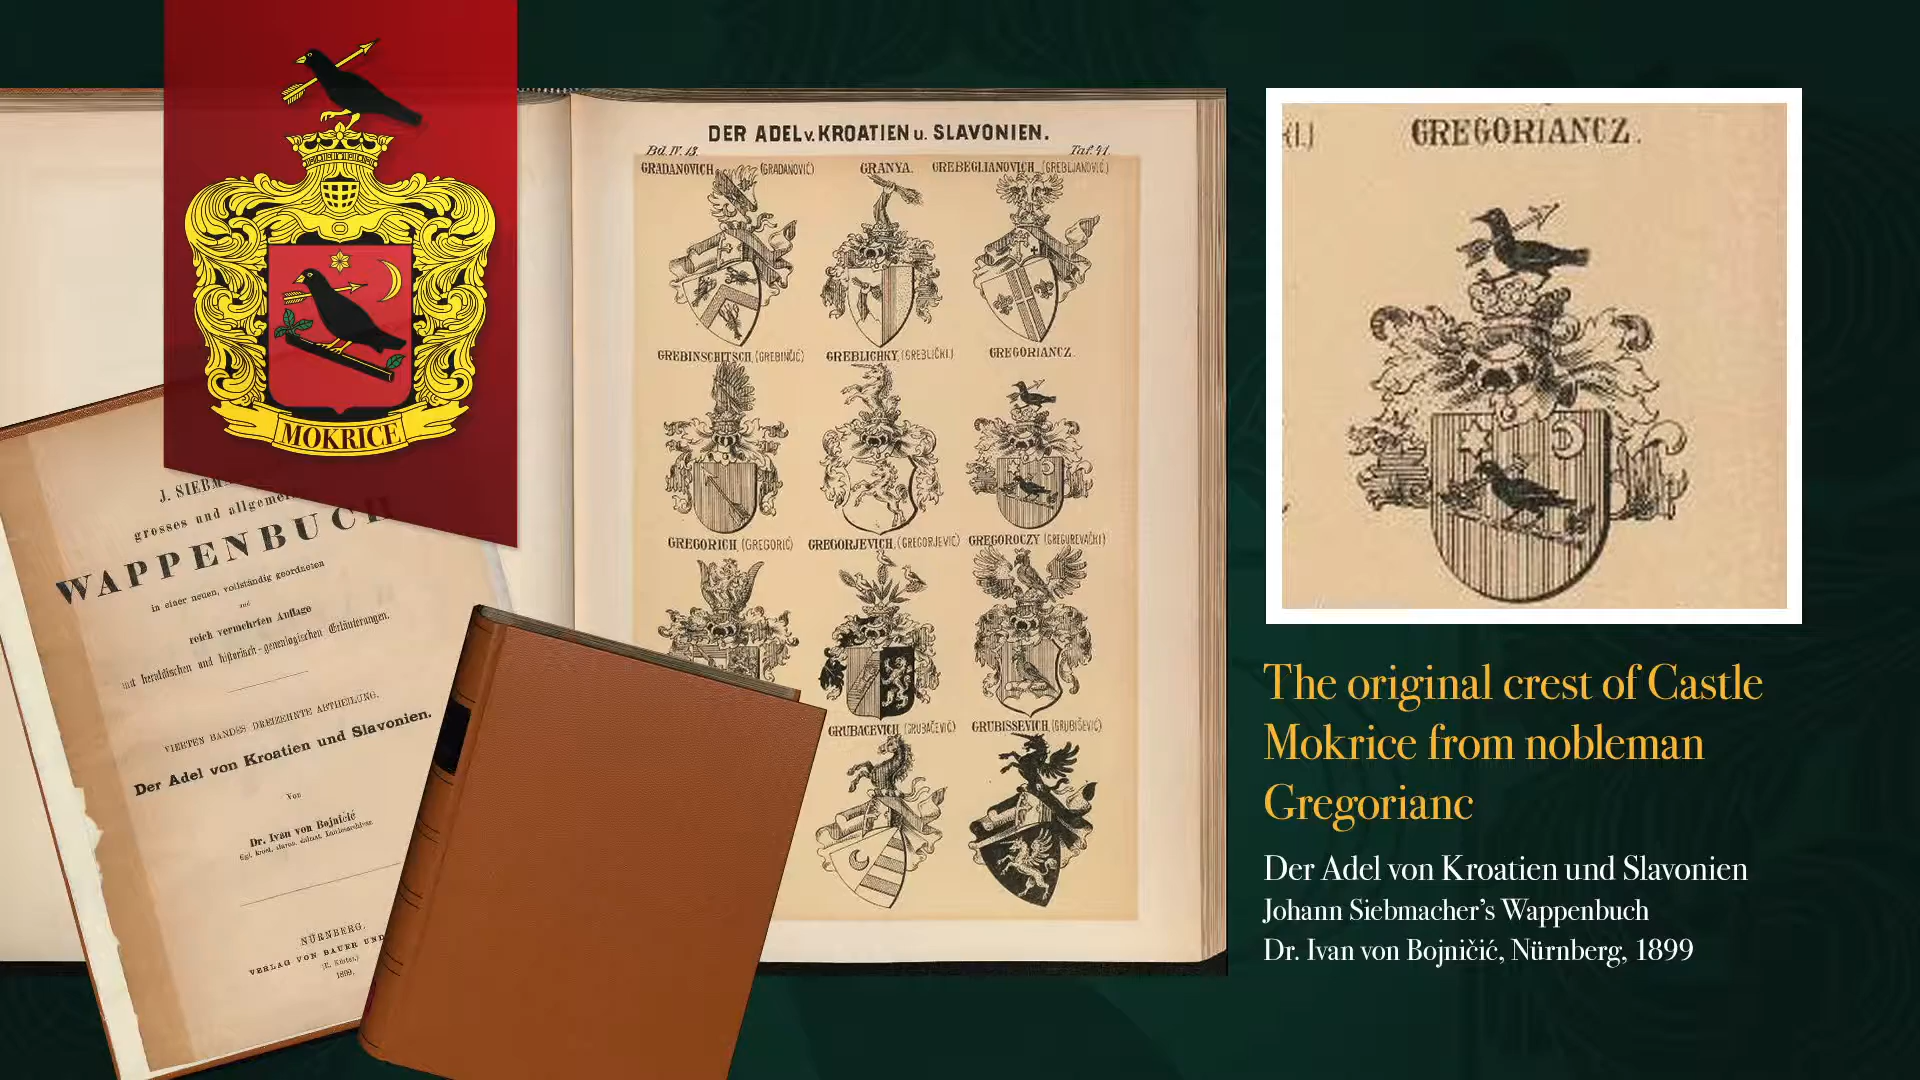 MOKRICE
J. SIEBM
grosses und allgemei
WAPPENBUCH
in einer neuen, vollständig geordneten
und
reich vermehrten Auflage
mit heraldischen und historisch-genealogischen Erläuterungen.
VIERTEN BANDES DREIZEHNTE ABTHEILUNG.
Der Adel von Kroatien und Slavonien.
Von
Dr. Ivan von Bojničić
NÜRNBERG.
VERLAG VON BAUER UND
1899.
DER ADEL v. KROATIEN u. SLAVONIEN.
Bd. IV. 13. Taf. 41.
GRADANOVICH. (GRADANOVIĆ) GRANYA. GREBEGLIANOVICH. (GREBLJANOVIĆ.)
GREBINSCHITSCH. (GREBINČIĆ) GREBLICHKY. (GREBLIČKI.) GREGORIANCZ.
GREGORICH. (GREGORIĆ) GREGORJEVICH. (GREGORJEVIĆ) GREGOROCZY (GREGUREVAČKI)
GRUBACEVICH. (GRUBAČEVIĆ) GRUBISSEVICH. (GRUBIŠEVIĆ)
GREGORIANCZ.
The original crest of Castle
Mokrice from nobleman
Gregorianc
Der Adel von Kroatien und Slavonien
Johann Siebmacher's Wappenbuch
Dr. Ivan von Bojničić, Nürnberg, 1899